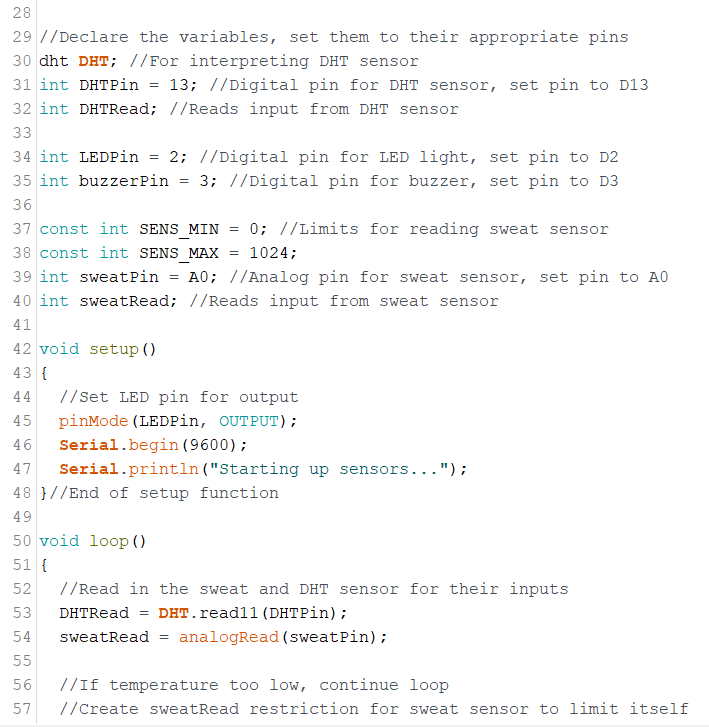 28
29 //Declare the variables, set them to their appropriate pins
30 dht DHT; //For interpreting DHT sensor
31 int DHTPin = 13; //Digital pin for DHT sensor, set pin to D13
32 int DHTRead; //Reads input from DHT sensor
33
34 int LEDPin = 2; //Digital pin for LED light, set pin to D2
35 int buzzerPin = 3; //Digital pin for buzzer, set pin to D3
36
37 const int SENS_MIN = 0; //Limits for reading sweat sensor
38 const int SENS_MAX = 1024;
39 int sweatPin = A0; //Analog pin for sweat sensor, set pin to A0
40 int sweatRead; //Reads input from sweat sensor
41
42 void setup()
43 {
44   //Set LED pin for output
45   pinMode(LEDPin, OUTPUT);
46   Serial.begin(9600);
47   Serial.println("Starting up sensors...");
48 }//End of setup function
49
50 void loop()
51 {
52   //Read in the sweat and DHT sensor for their inputs
53   DHTRead = DHT.read11(DHTPin);
54   sweatRead = analogRead(sweatPin);
55
56   //If temperature too low, continue loop
57   //Create sweatRead restriction for sweat sensor to limit itself